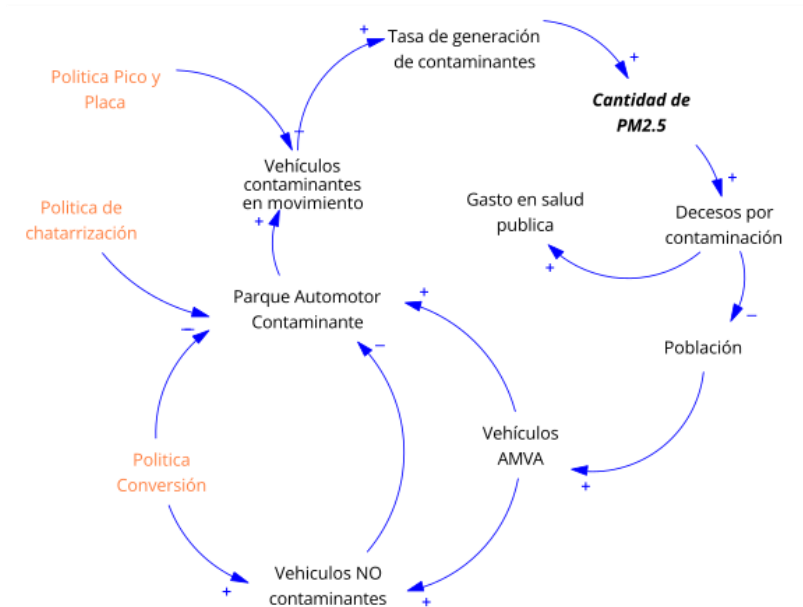 Tasa de generación
de contaminantes
Politica Pico y
Placa
Cantidad de
PM2.5
Vehículos
contaminantes
en movimiento
Politica de
chatarrización
Gasto en salud
publica
Decesos por
contaminación
Parque Automotor
Contaminante
Población
Vehículos
AMVA
Politica
Conversión
Vehiculos NO
contaminantes
+
+
−
+
+
+
−
+
−
−
+
+
+
+